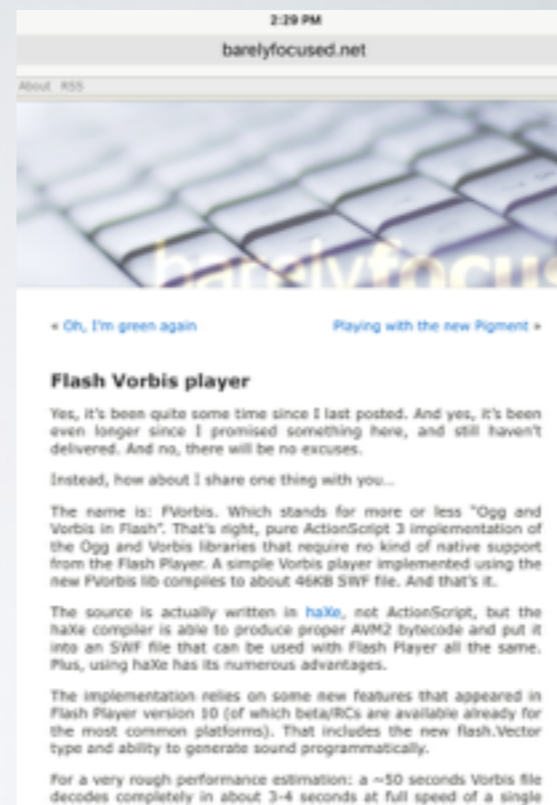 2:29 PM
barelyfocused.net
About RSS
barelyfocus
« Oh, I'm green again
Playing with the new Pigment »
Flash Vorbis player
Yes, it's been quite some time since I last posted. And yes, it's been
even longer since I promised something here, and still haven't
delivered. And no, there will be no excuses.
Instead, how about I share one thing with you...
The name is: FVorbis. Which stands for more or less "Ogg and
Vorbis in Flash". That's right, pure ActionScript 3 implementation of
the Ogg and Vorbis libraries that require no kind of native support
from the Flash Player. A simple Vorbis player implemented using the
new FVorbis lib compiles to about 46KB SWF file. And that's it.
The source is actually written in haXe, not ActionScript, but the
haXe compiler is able to produce proper AVM2 bytecode and put it
into an SWF file that can be used with Flash Player all the same.
Plus, using haXe has its numerous advantages.
The implementation relies on some new features that appeared in
Flash Player version 10 (of which beta/RCs are available already for
the most common platforms). That includes the new flash.Vector
type and ability to generate sound programmatically.
For a very rough performance estimation: a ~50 seconds Vorbis file
decodes completely in about 3-4 seconds at full speed of a single